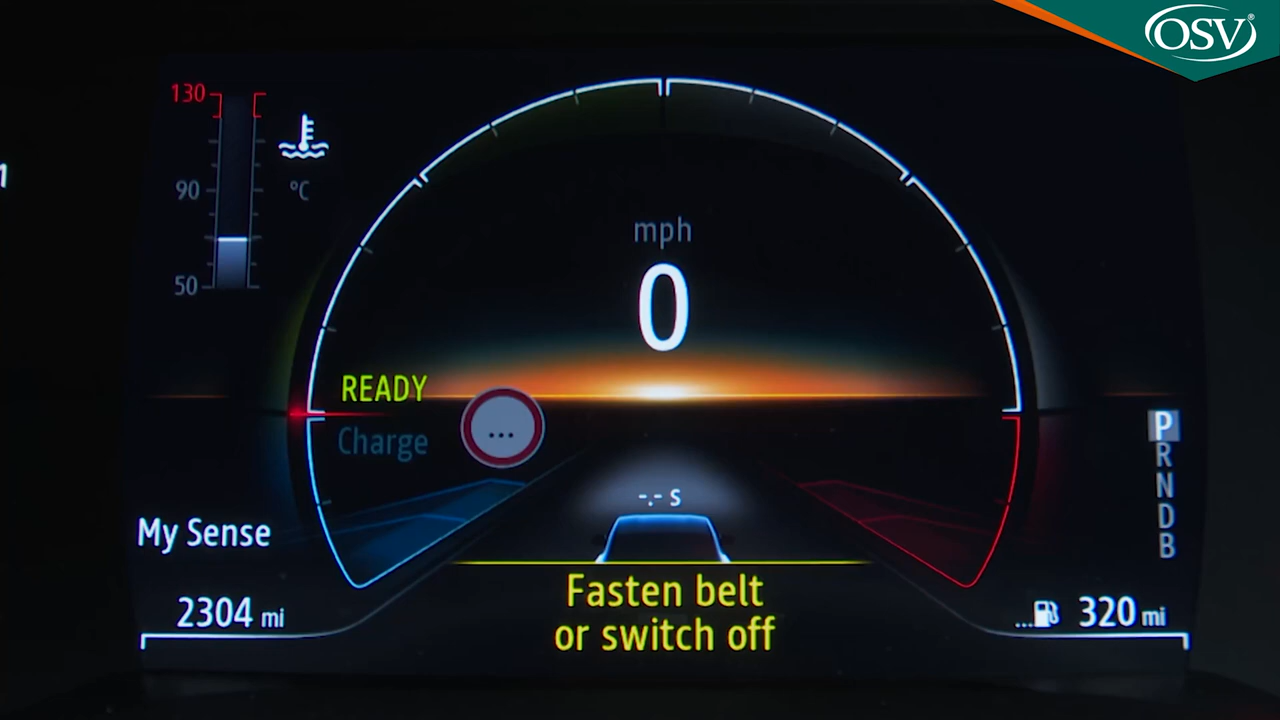 OSV®
130
90
°C
50
mph
0
READY
Charge
...
-.- s
My Sense
P
R
N
D
B
2304 mi
Fasten belt
or switch off
...
320 mi